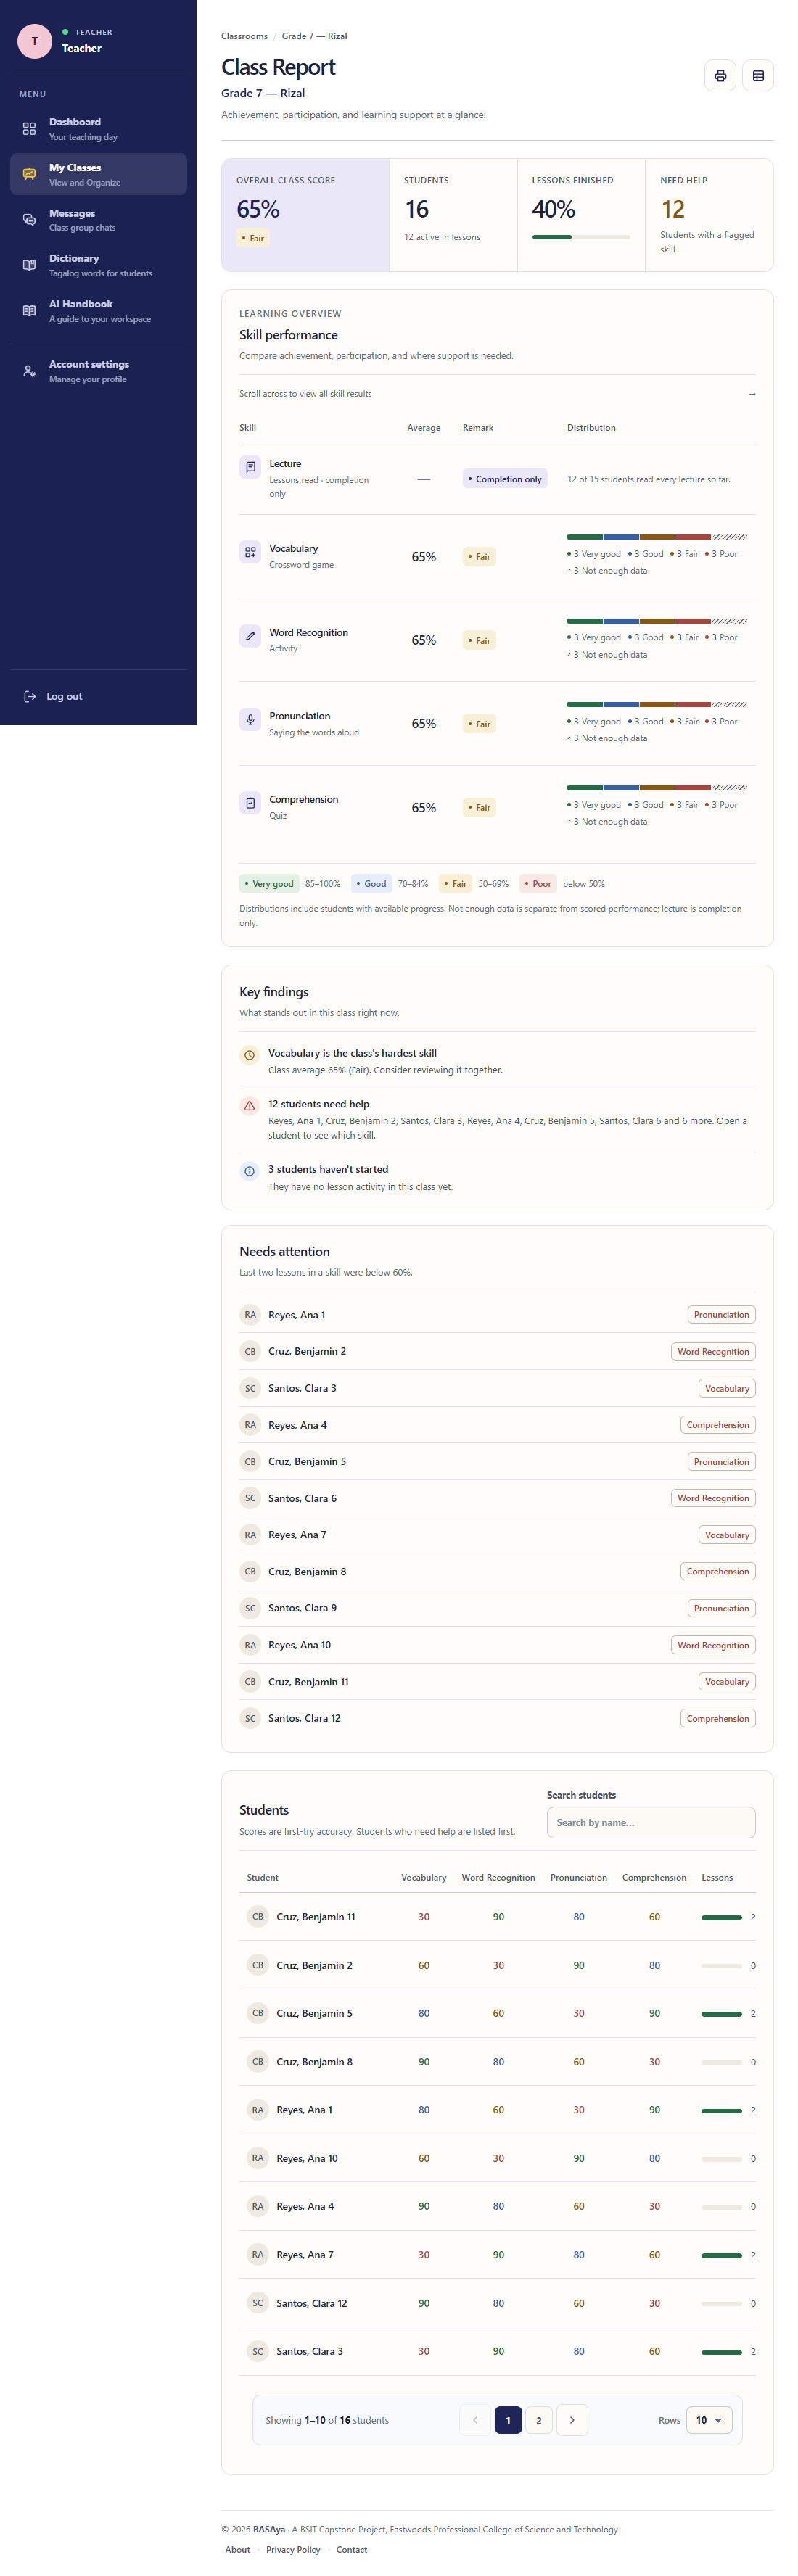 T
TEACHER
Teacher
MENU
Dashboard
Your teaching day
My Classes
View and Organize
Messages
Class group chats
Dictionary
Tagalog words for students
AI Handbook
A guide to your workspace
Account settings
Manage your profile
Log out
Classrooms / Grade 7 — Rizal
Class Report
Grade 7 — Rizal
Achievement, participation, and learning support at a glance.
OVERALL CLASS SCORE
65%
• Fair
STUDENTS
16
12 active in lessons
LESSONS FINISHED
40%
NEED HELP
12
Students with a flagged
skill
LEARNING OVERVIEW
Skill performance
Compare achievement, participation, and where support is needed.
Scroll across to view all skill results →
Skill Average Remark Distribution
Lecture
Lessons read · completion
only
— • Completion only 12 of 15 students read every lecture so far.
Vocabulary
Crossword game
65% • Fair
• 3 Very good • 3 Good • 3 Fair • 3 Poor
3 Not enough data
Word Recognition
Activity
65% • Fair
• 3 Very good • 3 Good • 3 Fair • 3 Poor
3 Not enough data
Pronunciation
Saying the words aloud
65% • Fair
• 3 Very good • 3 Good • 3 Fair • 3 Poor
3 Not enough data
Comprehension
Quiz
65% • Fair
• 3 Very good • 3 Good • 3 Fair • 3 Poor
3 Not enough data
• Very good 85–100% • Good 70–84% • Fair 50–69% • Poor below 50%
Distributions include students with available progress. Not enough data is separate from scored performance; lecture is completion
only.
Key findings
What stands out in this class right now.
Vocabulary is the class's hardest skill
Class average 65% (Fair). Consider reviewing it together.
12 students need help
Reyes, Ana 1, Cruz, Benjamin 2, Santos, Clara 3, Reyes, Ana 4, Cruz, Benjamin 5, Santos, Clara 6 and 6 more. Open a
student to see which skill.
3 students haven't started
They have no lesson activity in this class yet.
Needs attention
Last two lessons in a skill were below 60%.
RA Reyes, Ana 1 Pronunciation
CB Cruz, Benjamin 2 Word Recognition
SC Santos, Clara 3 Vocabulary
RA Reyes, Ana 4 Comprehension
CB Cruz, Benjamin 5 Pronunciation
SC Santos, Clara 6 Word Recognition
RA Reyes, Ana 7 Vocabulary
CB Cruz, Benjamin 8 Comprehension
SC Santos, Clara 9 Pronunciation
RA Reyes, Ana 10 Word Recognition
CB Cruz, Benjamin 11 Vocabulary
SC Santos, Clara 12 Comprehension
Students
Scores are first-try accuracy. Students who need help are listed first.
Search students
Search by name...
Student Vocabulary Word Recognition Pronunciation Comprehension Lessons
CB Cruz, Benjamin 11 30 90 80 60 2
CB Cruz, Benjamin 2 60 30 90 80 0
CB Cruz, Benjamin 5 80 60 30 90 2
CB Cruz, Benjamin 8 90 80 60 30 0
RA Reyes, Ana 1 80 60 30 90 2
RA Reyes, Ana 10 60 30 90 80 0
RA Reyes, Ana 4 90 80 60 30 0
RA Reyes, Ana 7 30 90 80 60 2
SC Santos, Clara 12 90 80 60 30 0
SC Santos, Clara 3 30 90 80 60 2
Showing 1–10 of 16 students
‹ 1 2 ›
Rows 10
© 2026 BASAya · A BSIT Capstone Project, Eastwoods Professional College of Science and Technology
About · Privacy Policy · Contact